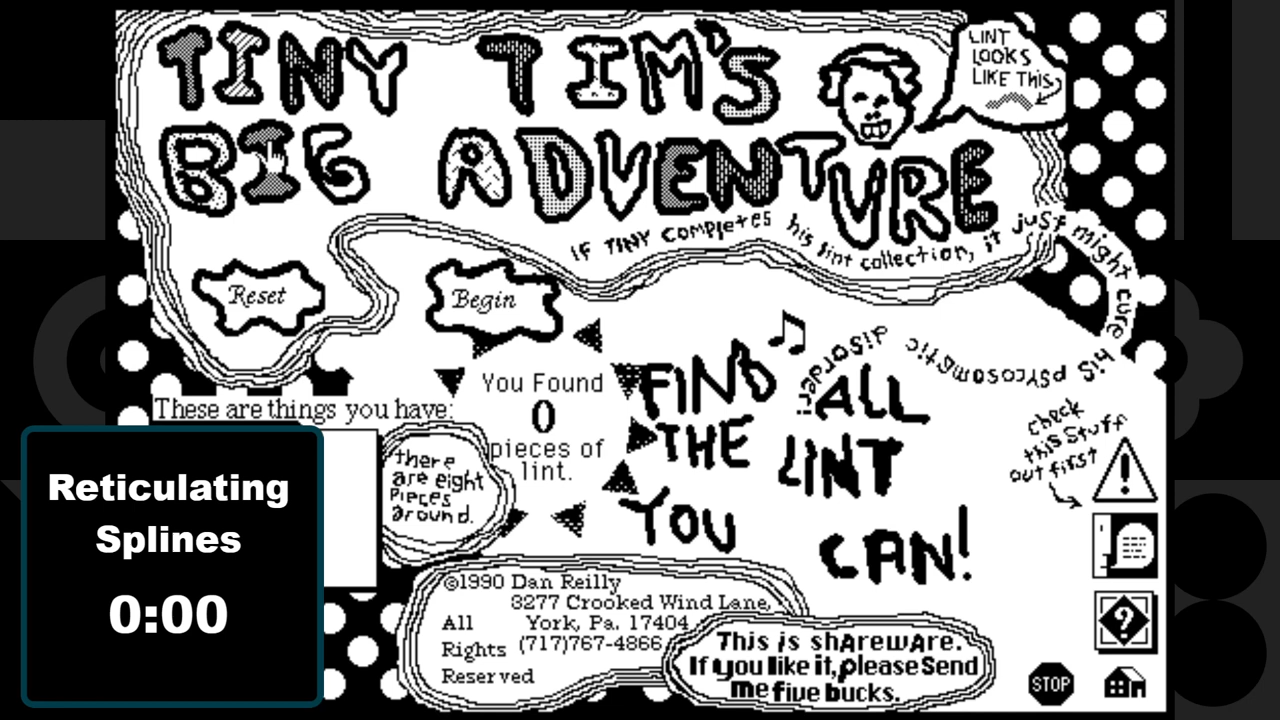 TINY TIM'S
BIG ADVENTURE
LINT
LOOKS
LIKE THIS
IF TINY COMPLETES his lint collection, it just might cure
his psycosomatic
disorder!
Reset
Begin
You Found
0
pieces of
lint.
These are things you have:
there
are eight
pieces
around.
FIND
ALL
THE LINT
YOU
CAN!
check
this stuff
out first
Reticulating
Splines
0:00
©1990 Dan Reilly
3277 Crooked Wind Lane,
All York, Pa. 17404
Rights (717)767-4866
Reserved
This is shAreware.
If you like it, please Send
me five bucks.
STOP